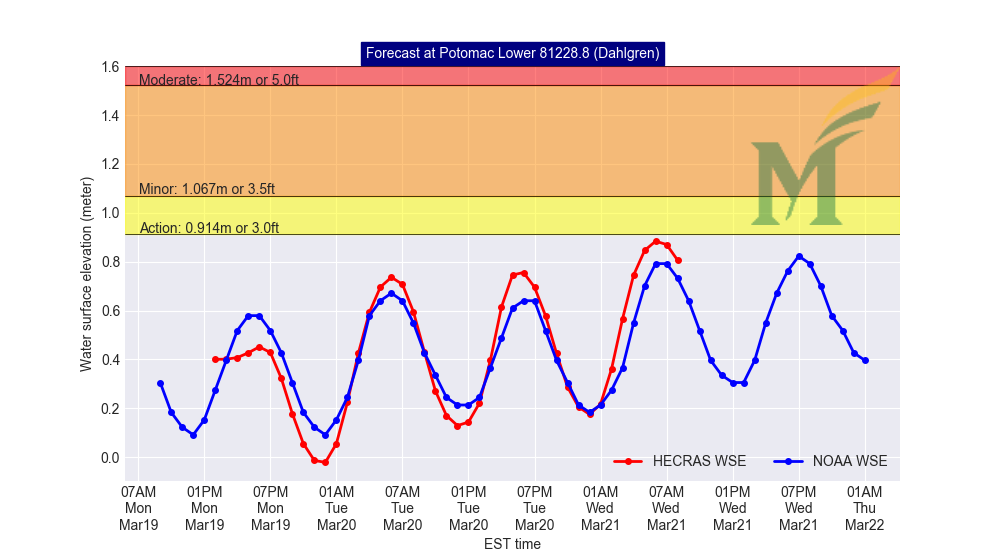 Forecast at Potomac Lower 81228.8 (Dahlgren)
Water surface elevation (meter)
1.6
1.4
1.2
1.0
0.8
0.6
0.4
0.2
0.0
Moderate: 1.524m or 5.0ft
Minor: 1.067m or 3.5ft
Action: 0.914m or 3.0ft
M
HECRAS WSE NOAA WSE
07AM 01PM 07PM 01AM 07AM 01PM 07PM 01AM 07AM 01PM 07PM 01AM
Mon Mon Mon Tue Tue Tue Tue Wed Wed Wed Wed Thu
Mar19 Mar19 Mar19 Mar20 Mar20 Mar20 Mar20 Mar21 Mar21 Mar21 Mar21 Mar22
EST time